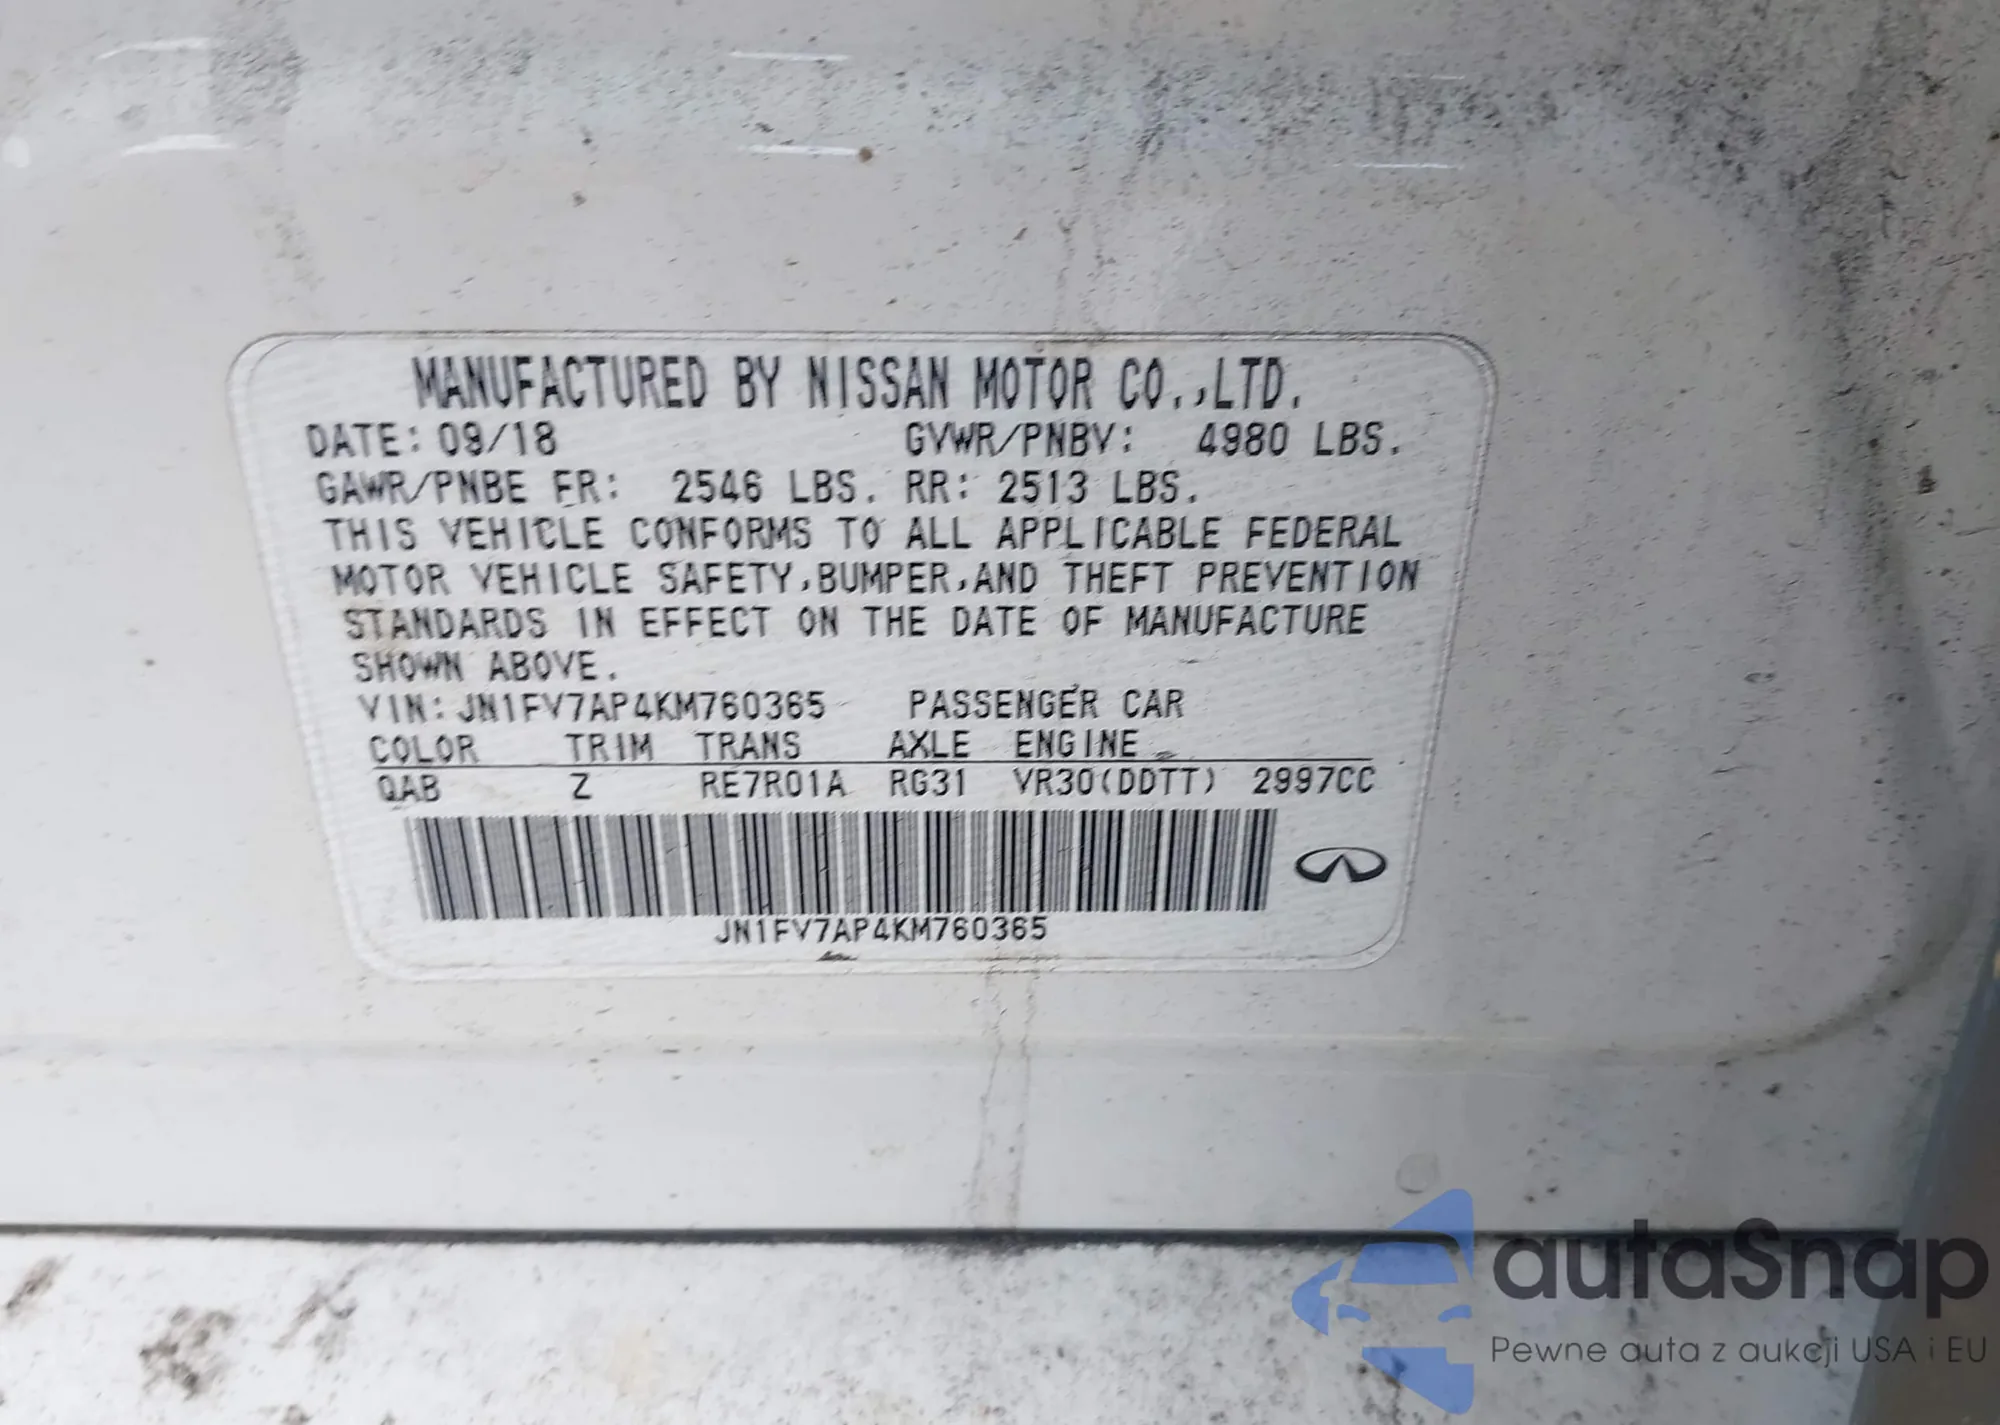 MANUFACTURED BY NISSAN MOTOR CO.,LTD.
DATE: 09/18 GVWR/PNBV: 4980 LBS.
GAWR/PNBE FR: 2546 LBS. RR: 2513 LBS.
THIS VEHICLE CONFORMS TO ALL APPLICABLE FEDERAL
MOTOR VEHICLE SAFETY,BUMPER,AND THEFT PREVENTION
STANDARDS IN EFFECT ON THE DATE OF MANUFACTURE
SHOWN ABOVE.
VIN: JN1FV7AP4KM760365 PASSENGER CAR
COLOR TRIM TRANS AXLE ENGINE
QAB Z RE7R01A RG31 VR30(DDTT) 2997CC
JN1FV7AP4KM760365
autaSnap
Pewne auta z aukcji USA i EU